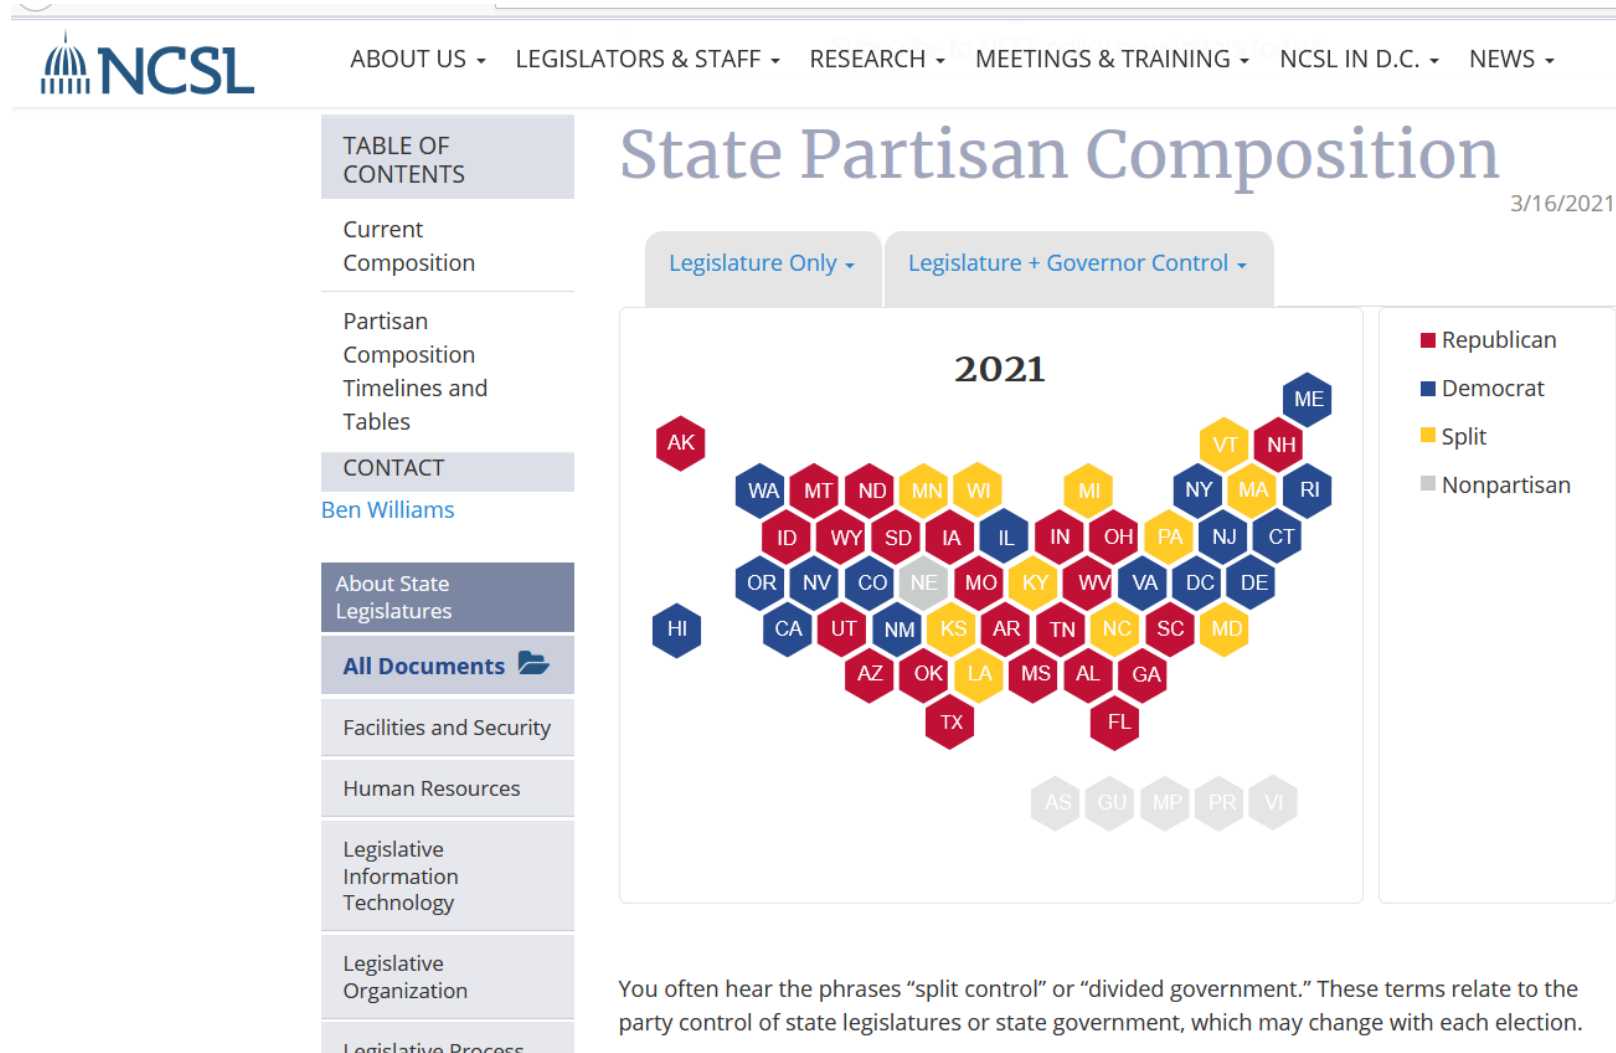 NCSL
ABOUT US
LEGISLATORS & STAFF
RESEARCH
MEETINGS & TRAINING
NCSL IN D.C.
NEWS
TABLE OF
CONTENTS
Current
Composition
Partisan
Composition
Timelines and
Tables
CONTACT
Ben Williams
About State
Legislatures
All Documents
Facilities and Security
Human Resources
Legislative
Information
Technology
Legislative
Organization
Legislative Process
State Partisan Composition
3/16/2021
Legislature Only
Legislature + Governor Control
2021
ME
AK VT NH
WA MT ND MN WI MI NY MA RI
ID WY SD IA IL IN OH PA NJ CT
OR NV CO NE MO KY WV VA DC DE
HI CA UT NM KS AR TN NC SC MD
AZ OK LA MS AL GA
TX FL
AS GU MP PR VI
Republican
Democrat
Split
Nonpartisan
You often hear the phrases “split control” or “divided government.” These terms relate to the
party control of state legislatures or state government, which may change with each election.